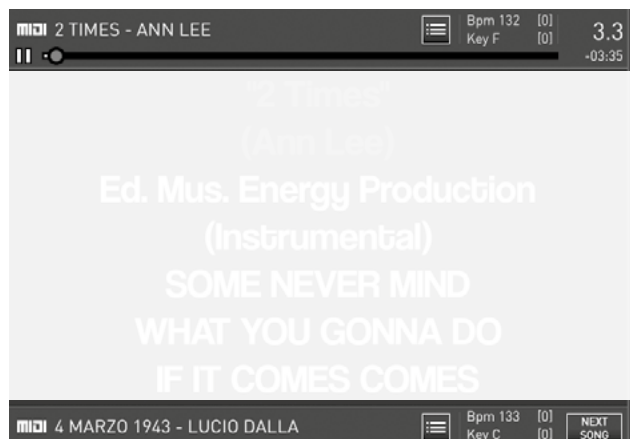 MIDI 2 TIMES - ANN LEE
Bpm 132 [0]
Key F [0]
3.3
-03:35
"2 Times"
(Ann Lee)
Ed. Mus. Energy Production
(Instrumental)
SOME NEVER MIND
WHAT YOU GONNA DO
IF IT COMES COMES
MIDI 4 MARZO 1943 - LUCIO DALLA
Bpm 133 [0]
Key C [0]
NEXT
SONG